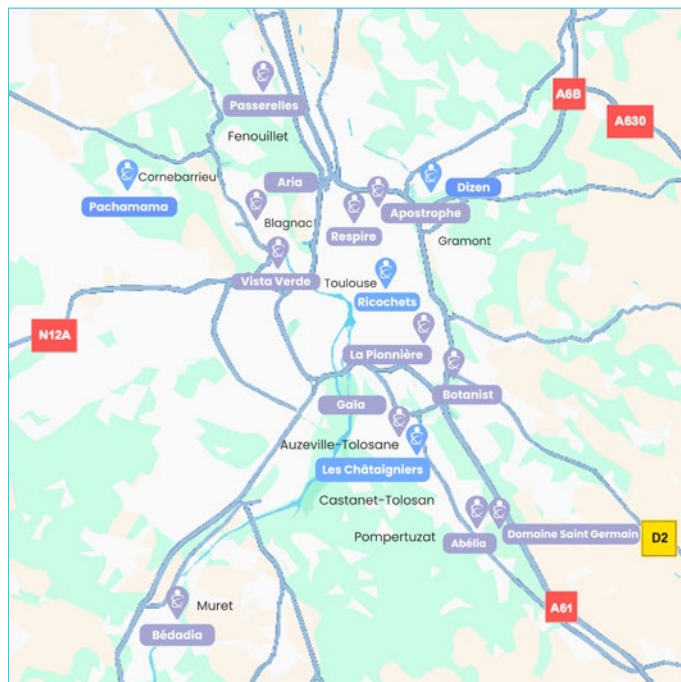 A6B
Passerelles
A630
Fenouillet
Cornebarrieu
Aria
Dizen
Pachamama
Apostrophe
Blagnac
Respire
Gramont
Vista Verde
Toulouse
Ricochets
N12A
La Pionnière
Botanist
Gaïa
Auzeville-Tolosane
Les Châtaigniers
Castanet-Tolosan
Pompertuzat
Abélia
Domaine Saint Germain
D2
A61
Muret
Bédadia